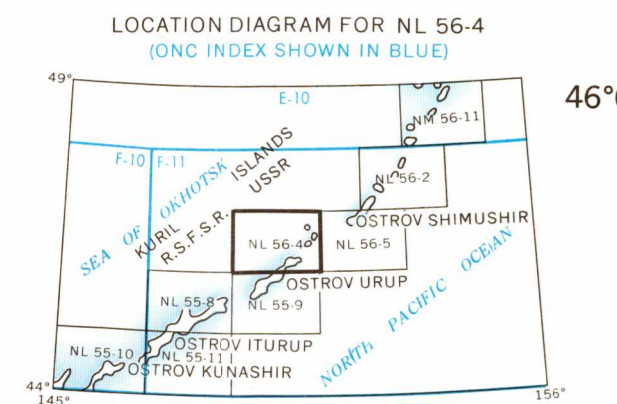 LOCATION DIAGRAM FOR NL 56-4
(ONC INDEX SHOWN IN BLUE)
49°
46°
E-10
NM 56-11
F-10
F-11
ISLANDS
USSR
NL 56-2
SEA OF OKHOTSK
KURIL
R.S.F.S.R.
OSTROV SHIMUSHIR
NL 56-4
NL 56-5
OSTROV URUP
NL 55-8
NL 55-9
NORTH PACIFIC OCEAN
OSTROV ITURUP
NL 55-10
NL 55-11
OSTROV KUNASHIR
44°
145°
156°